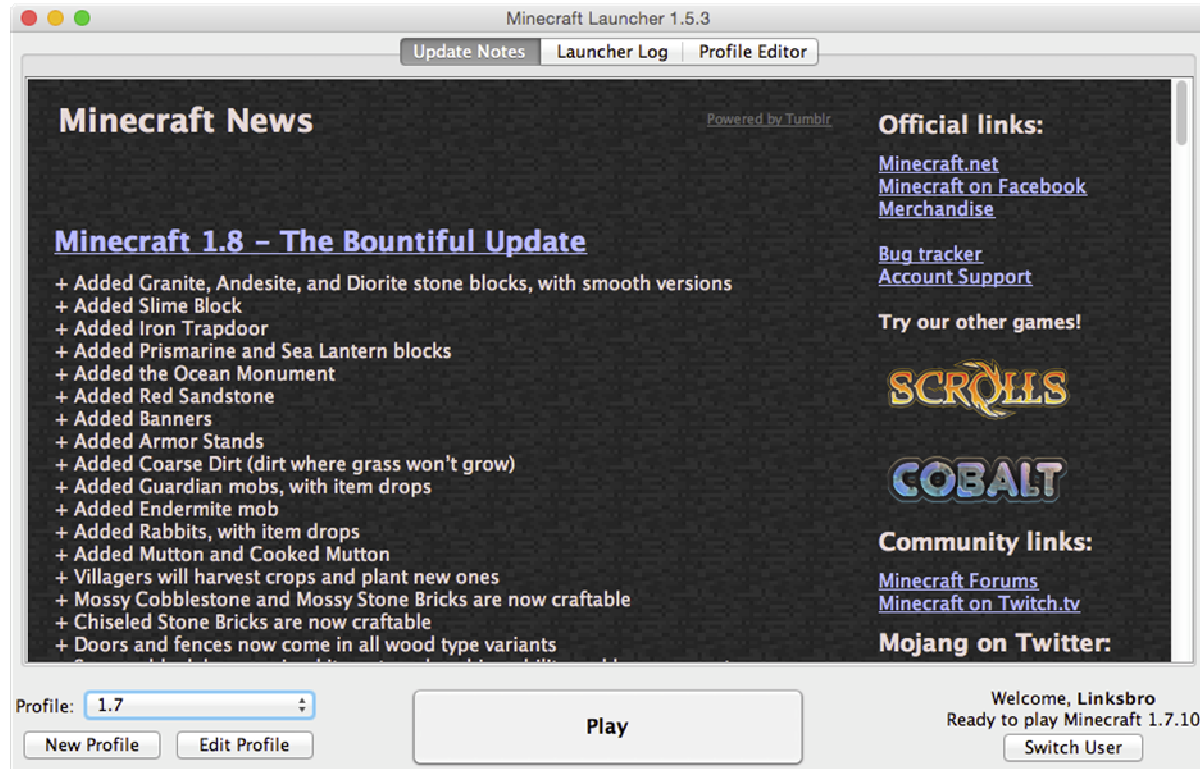 Minecraft Launcher 1.5.3
Update Notes
Launcher Log
Profile Editor
Minecraft News
Powered by Tumblr
Minecraft 1.8 – The Bountiful Update
+ Added Granite, Andesite, and Diorite stone blocks, with smooth versions
+ Added Slime Block
+ Added Iron Trapdoor
+ Added Prismarine and Sea Lantern blocks
+ Added the Ocean Monument
+ Added Red Sandstone
+ Added Banners
+ Added Armor Stands
+ Added Coarse Dirt (dirt where grass won't grow)
+ Added Guardian mobs, with item drops
+ Added Endermite mob
+ Added Rabbits, with item drops
+ Added Mutton and Cooked Mutton
+ Villagers will harvest crops and plant new ones
+ Mossy Cobblestone and Mossy Stone Bricks are now craftable
+ Chiseled Stone Bricks are now craftable
+ Doors and fences now come in all wood type variants
Official links:
Minecraft.net
Minecraft on Facebook
Merchandise
Bug tracker
Account Support
Try our other games!
SCROLLS
COBALT
Community links:
Minecraft Forums
Minecraft on Twitch.tv
Mojang on Twitter:
Profile: 1.7
New Profile
Edit Profile
Play
Welcome, Linksbro
Ready to play Minecraft 1.7.10
Switch User